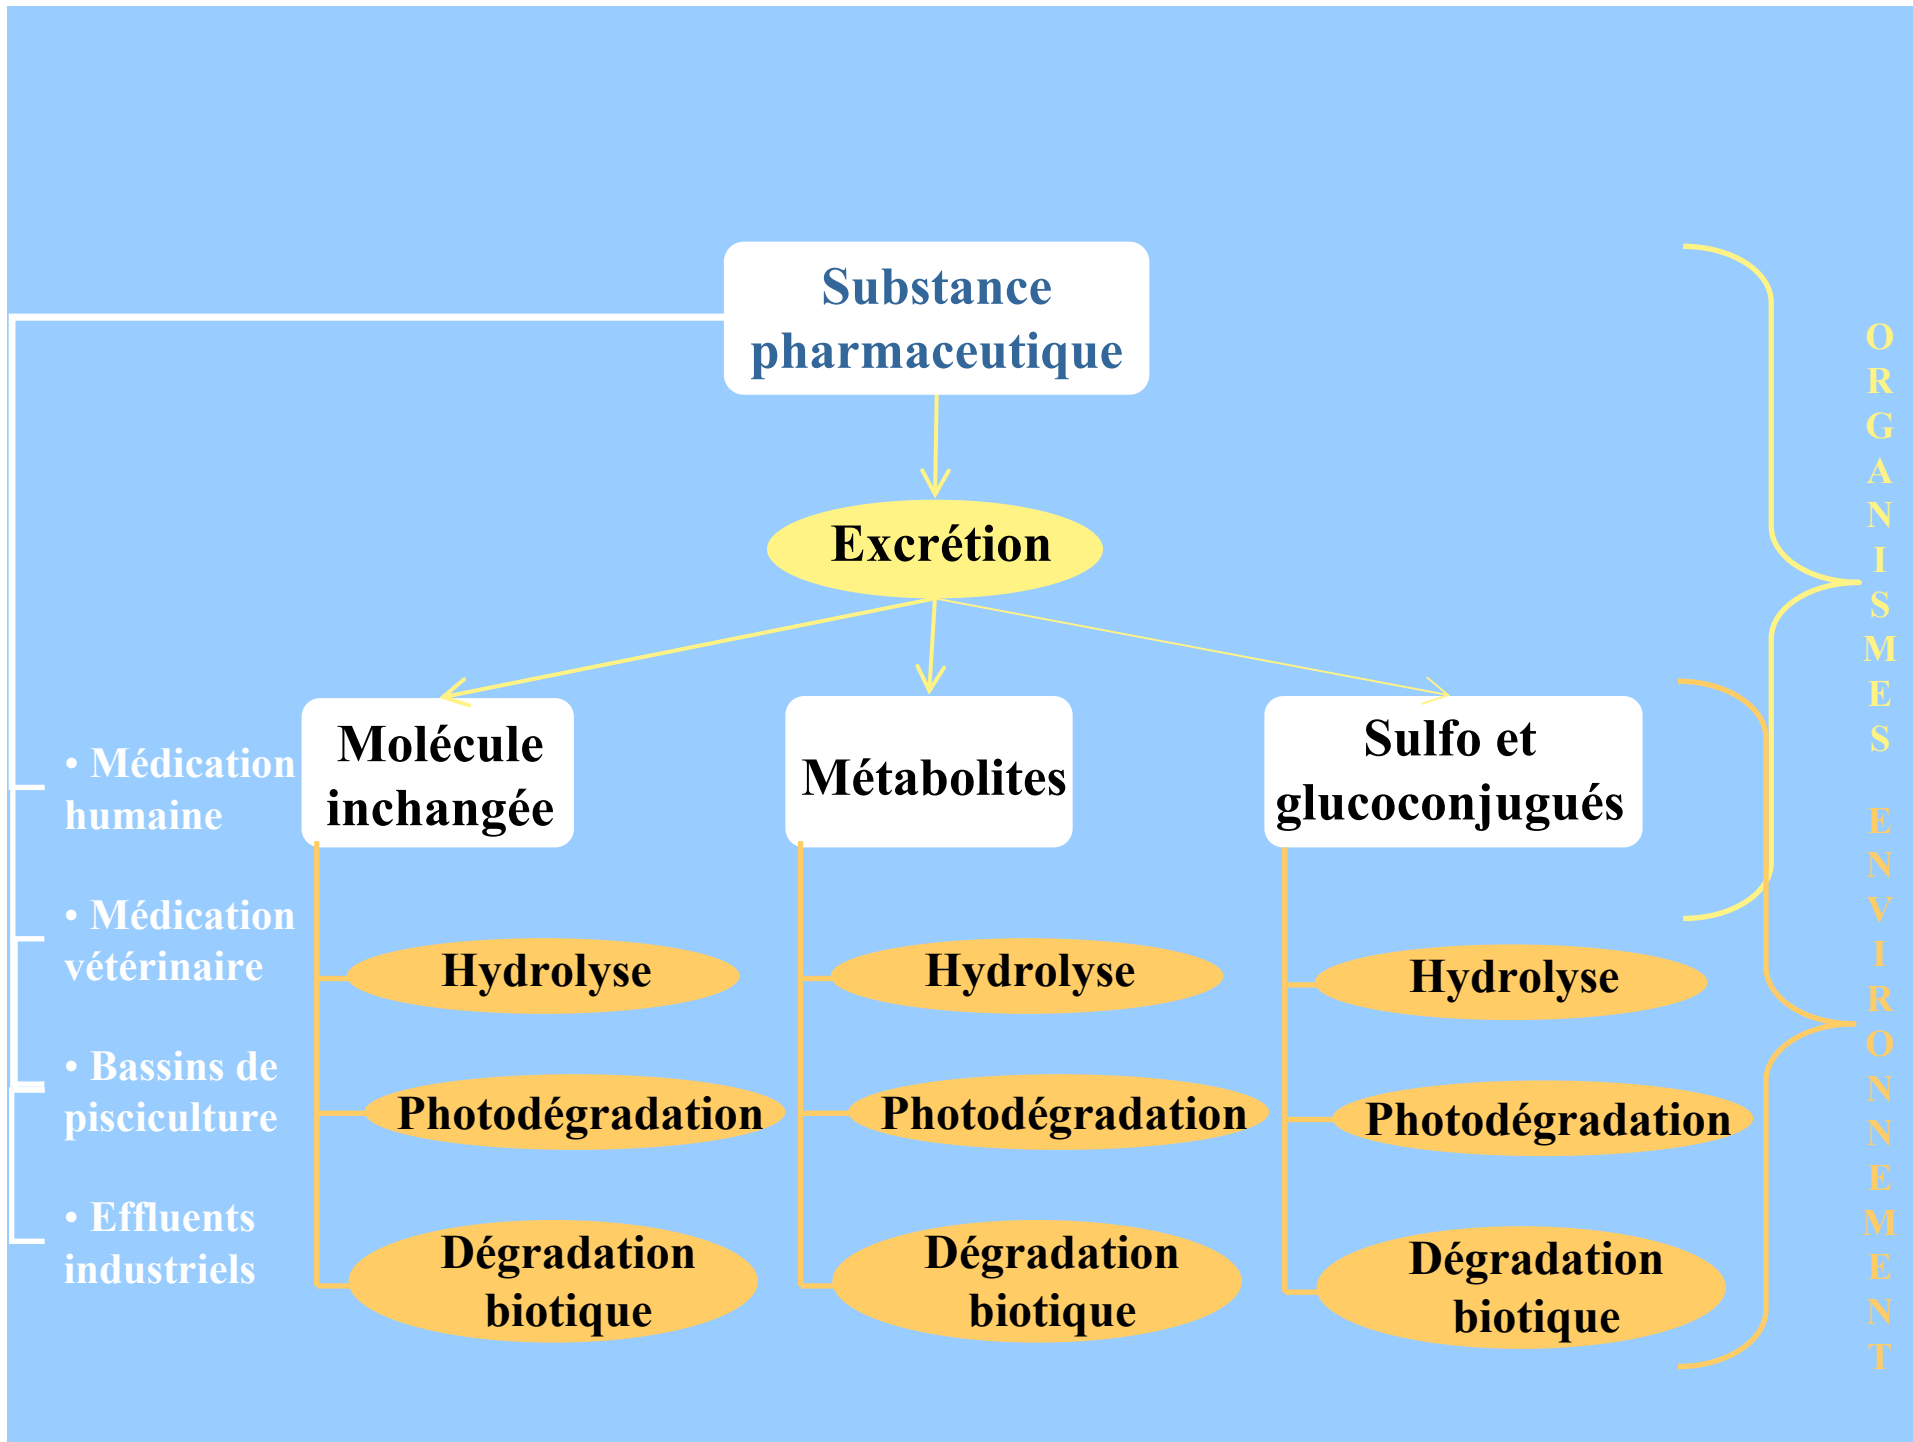 Substance
pharmaceutique
Excrétion
Molécule
inchangée
Métabolites
Sulfo et
glucoconjugués
• Médication
humaine
• Médication
vétérinaire
• Bassins de
pisciculture
• Effluents
industriels
Hydrolyse
Photodégradation
Dégradation
biotique
Hydrolyse
Photodégradation
Dégradation
biotique
Hydrolyse
Photodégradation
Dégradation
biotique
ORGANISMES
ENVIRONNEMENT